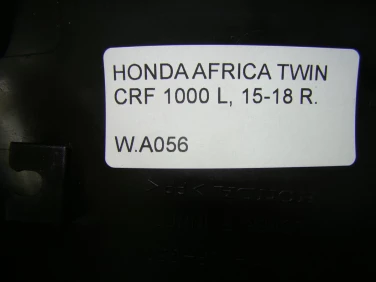 HONDA AFRICA TWIN
CRF 1000 L, 15-18 R.
W.A056